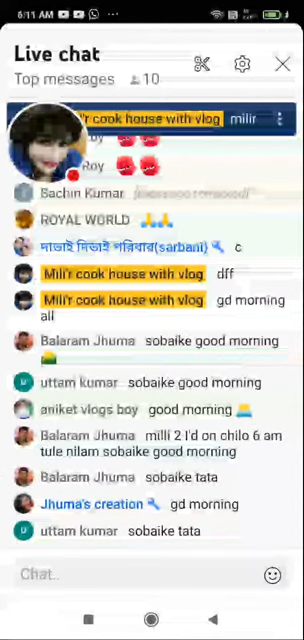 6:11 AM
Live chat
Top messages 10
cook house with vlog milir
Roy
Bachin Kumar
ROYAL WORLD 🙏🙏
দাভাই দিভাই পরিবার(sarbani) c
Mili'r cook house with vlog dff
Mili'r cook house with vlog gd morning
all
Balaram Jhuma sobaike good morning
uttam kumar sobaike good morning
aniket vlogs boy good morning
Balaram Jhuma milli 2 I'd on chilo 6 am
tule nilam sobaike good morning
Balaram Jhuma sobaike tata
Jhuma's creation gd morning
uttam kumar sobaike tata
Chat..